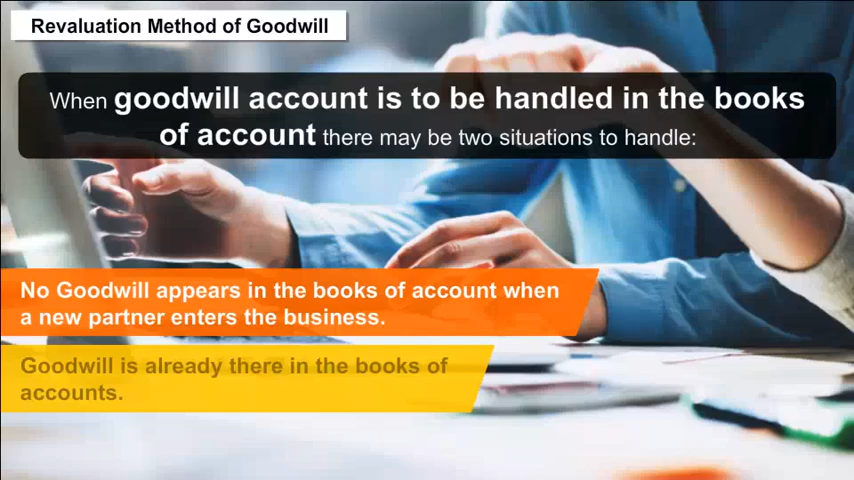 Revaluation Method of Goodwill
When goodwill account is to be handled in the books
of account there may be two situations to handle:
No Goodwill appears in the books of account when
a new partner enters the business.
Goodwill is already there in the books of
accounts.